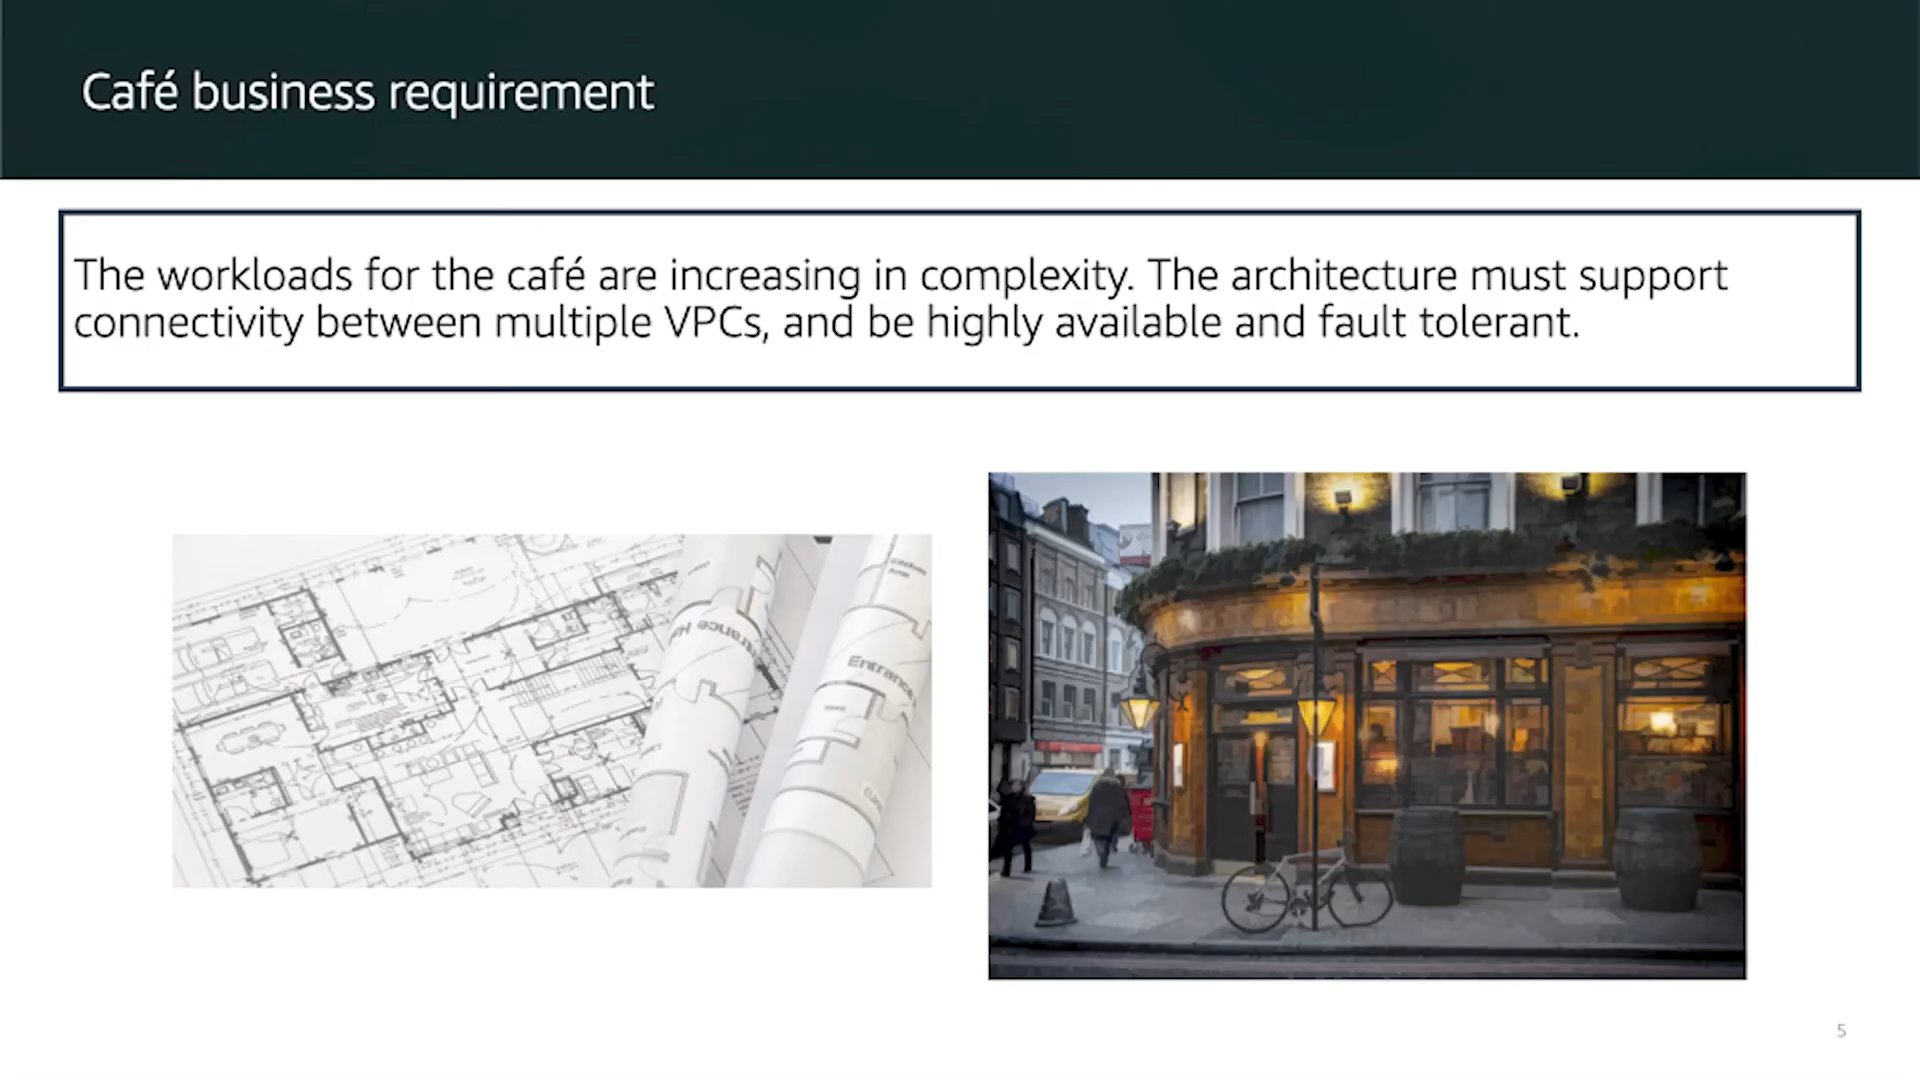 Café business requirement
The workloads for the café are increasing in complexity. The architecture must support
connectivity between multiple VPCs, and be highly available and fault tolerant.
Entrance
5